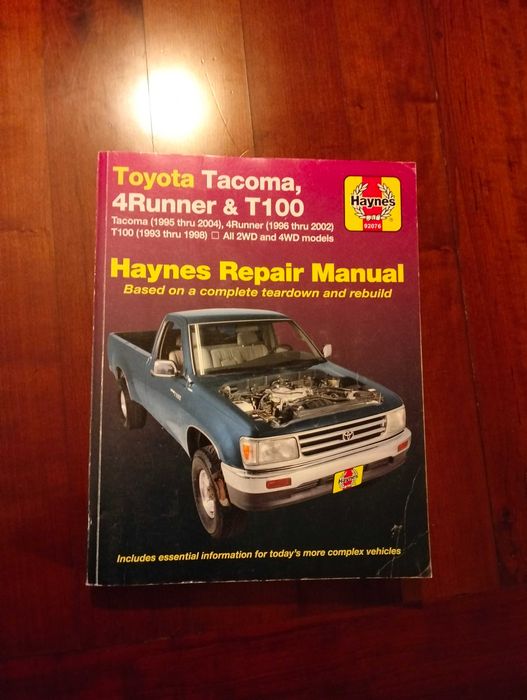 Toyota Tacoma,
4Runner & T100
Tacoma (1995 thru 2004), 4Runner (1996 thru 2002)
T100 (1993 thru 1998) □ All 2WD and 4WD models
Haynes
92076
Haynes Repair Manual
Based on a complete teardown and rebuild
Haynes
Includes essential information for today's more complex vehicles